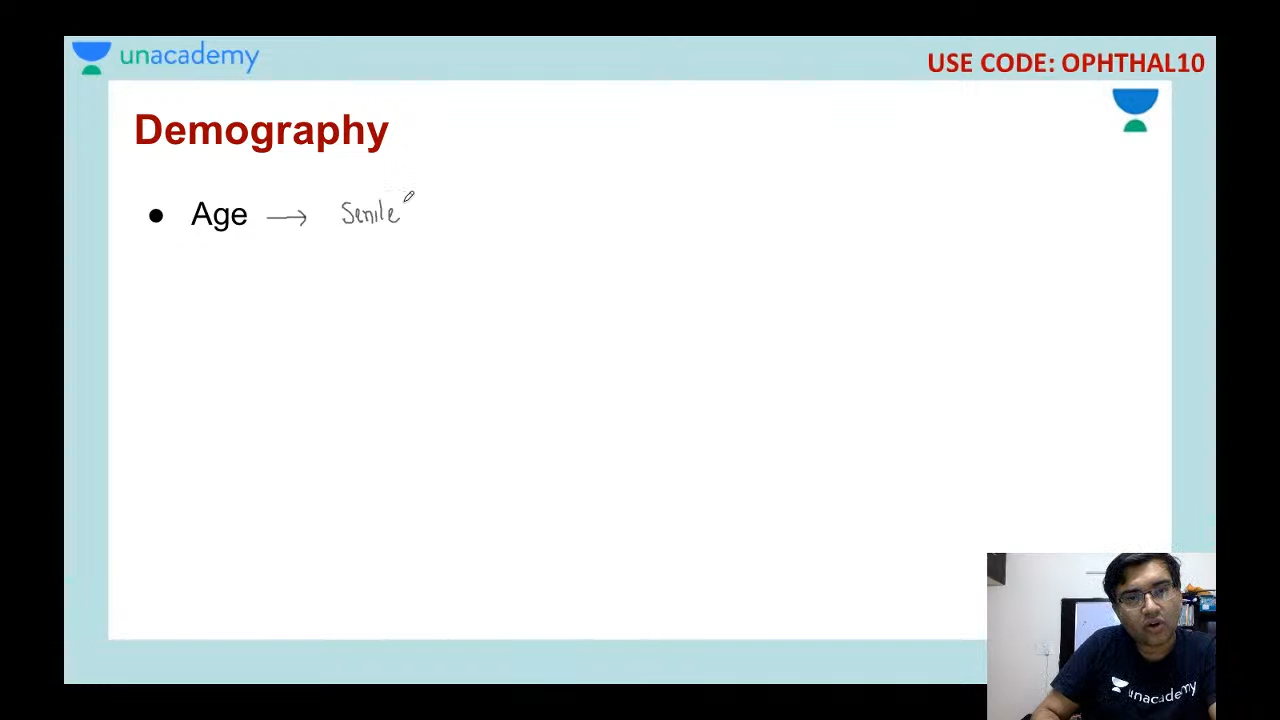 unacademy
USE CODE: OPHTHAL10
Demography
● Age → Senile
unacademy